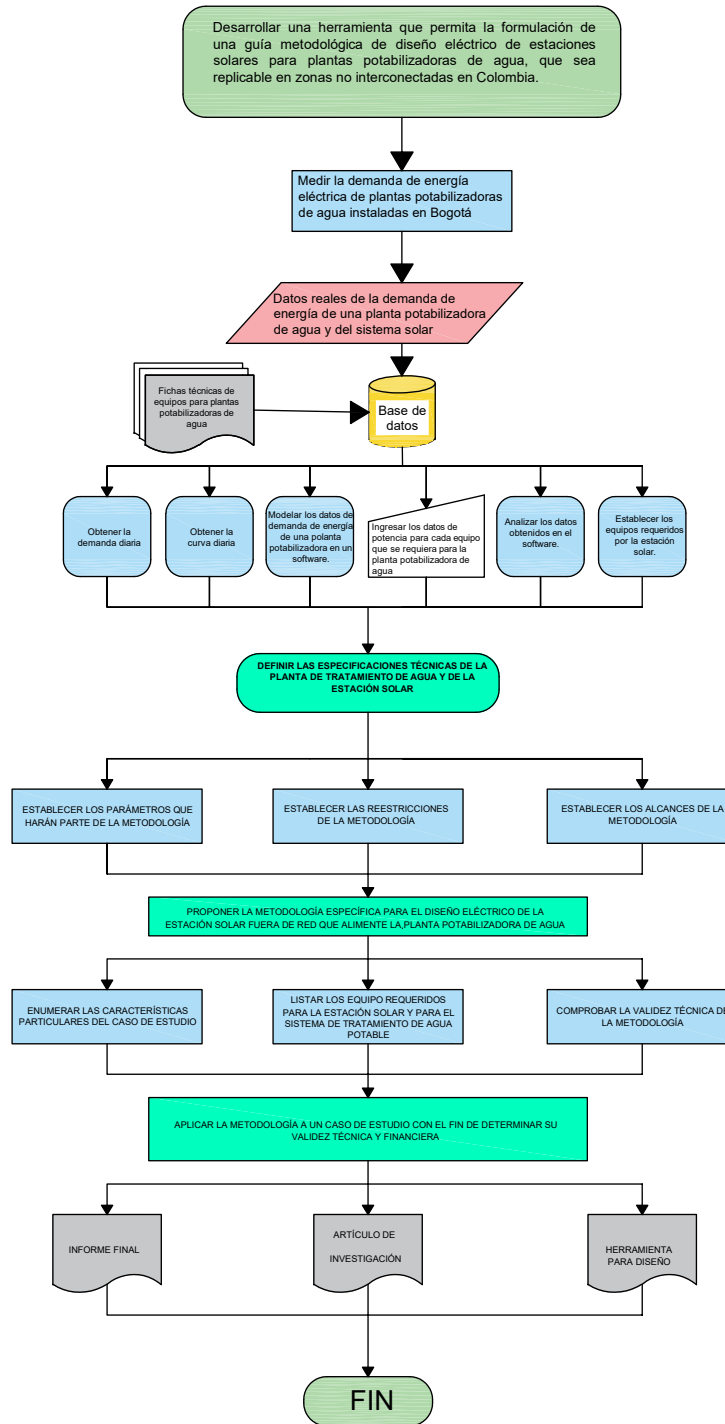 Desarrollar una herramienta que permita la formulación de
una guía metodológica de diseño eléctrico de estaciones
solares para plantas potabilizadoras de agua, que sea
replicable en zonas no interconectadas en Colombia.
Medir la demanda de energía
eléctrica de plantas potabilizadoras
de agua instaladas en Bogotá
Datos reales de la demanda de
energía de una planta potabilizadora
de agua y del sistema solar
Fichas técnicas de
equipos para plantas
potabilizadoras de
agua
Base de
datos
Obtener la
demanda diaria
Obtener la
curva diaria
Modelar los datos de
demanda de energía
de una polanta
potabilizadora en un
software.
Ingresar los datos de
potencia para cada equipo
que se requiera para la
planta potabilizadora de
agua
Analizar los datos
obtenidos en el
software.
Establecer los
equipos requeridos
por la estación
solar.
DEFINIR LAS ESPECIFICACIONES TÉCNICAS DE LA
PLANTA DE TRATAMIENTO DE AGUA Y DE LA
ESTACIÓN SOLAR
ESTABLECER LOS PARÁMETROS QUE
HARÁN PARTE DE LA METODOLOGÍA
ESTABLECER LAS REESTRICCIONES
DE LA METODOLOGÍA
ESTABLECER LOS ALCANCES DE LA
METODOLOGÍA
PROPONER LA METODOLOGÍA ESPECÍFICA PARA EL DISEÑO ELÉCTRICO DE LA
ESTACIÓN SOLAR FUERA DE RED QUE ALIMENTE LA,PLANTA POTABILIZADORA DE AGUA
ENUMERAR LAS CARACTERÍSTICAS
PARTICULARES DEL CASO DE ESTUDIO
LISTAR LOS EQUIPO REQUERIDOS
PARA LA ESTACIÓN SOLAR Y PARA EL
SISTEMA DE TRATAMIENTO DE AGUA
POTABLE
COMPROBAR LA VALIDEZ TÉCNICA DE
LA METODOLOGÍA
APLICAR LA METODOLOGÍA A UN CASO DE ESTUDIO CON EL FIN DE DETERMINAR SU
VALIDEZ TÉCNICA Y FINANCIERA
INFORME FINAL
ARTÍCULO DE
INVESTIGACIÓN
HERRAMIENTA
PARA DISEÑO
FIN